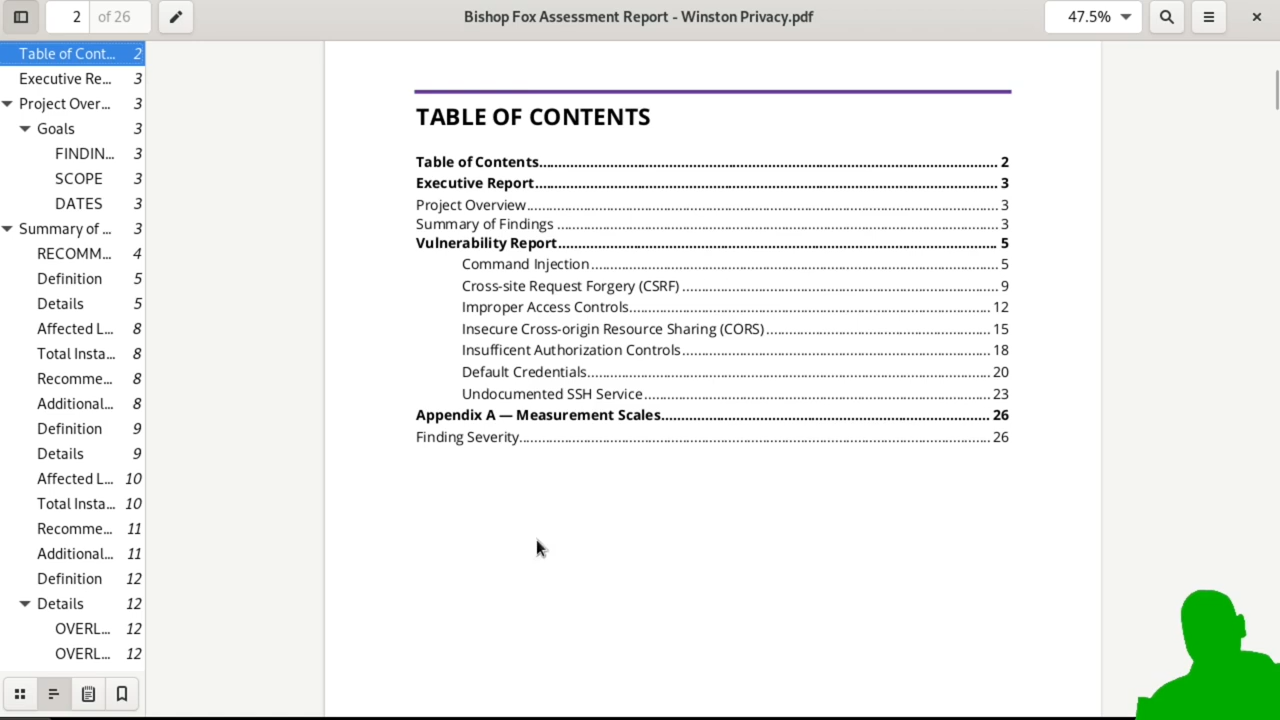 2 of 26
Bishop Fox Assessment Report - Winston Privacy.pdf
47.5%
Table of Cont... 2
Executive Re... 3
Project Over... 3
Goals 3
FINDIN... 3
SCOPE 3
DATES 3
Summary of ... 3
RECOMM... 4
Definition 5
Details 5
Affected L... 8
Total Insta... 8
Recomme... 8
Additional... 8
Definition 9
Details 9
Affected L... 10
Total Insta... 10
Recomme... 11
Additional... 11
Definition 12
Details 12
OVERL... 12
OVERL... 12
TABLE OF CONTENTS
Table of Contents 2
Executive Report 3
Project Overview 3
Summary of Findings 3
Vulnerability Report 5
Command Injection 5
Cross-site Request Forgery (CSRF) 9
Improper Access Controls 12
Insecure Cross-origin Resource Sharing (CORS) 15
Insufficent Authorization Controls 18
Default Credentials 20
Undocumented SSH Service 23
Appendix A — Measurement Scales 26
Finding Severity 26